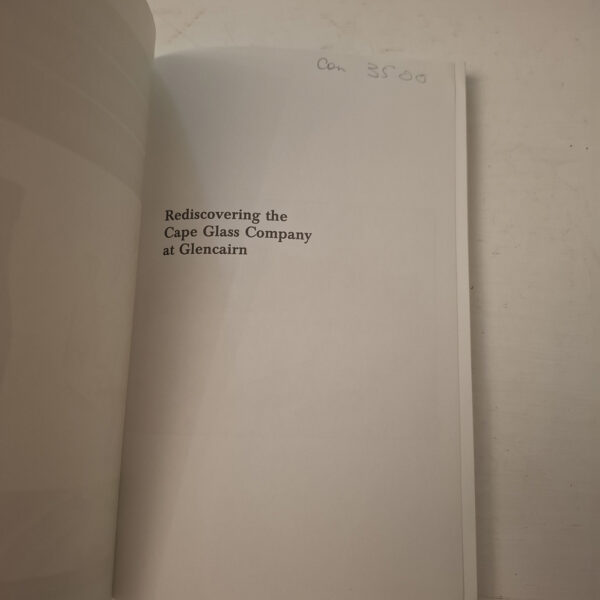 Con 35.00
Rediscovering the
Cape Glass Company
at Glencairn